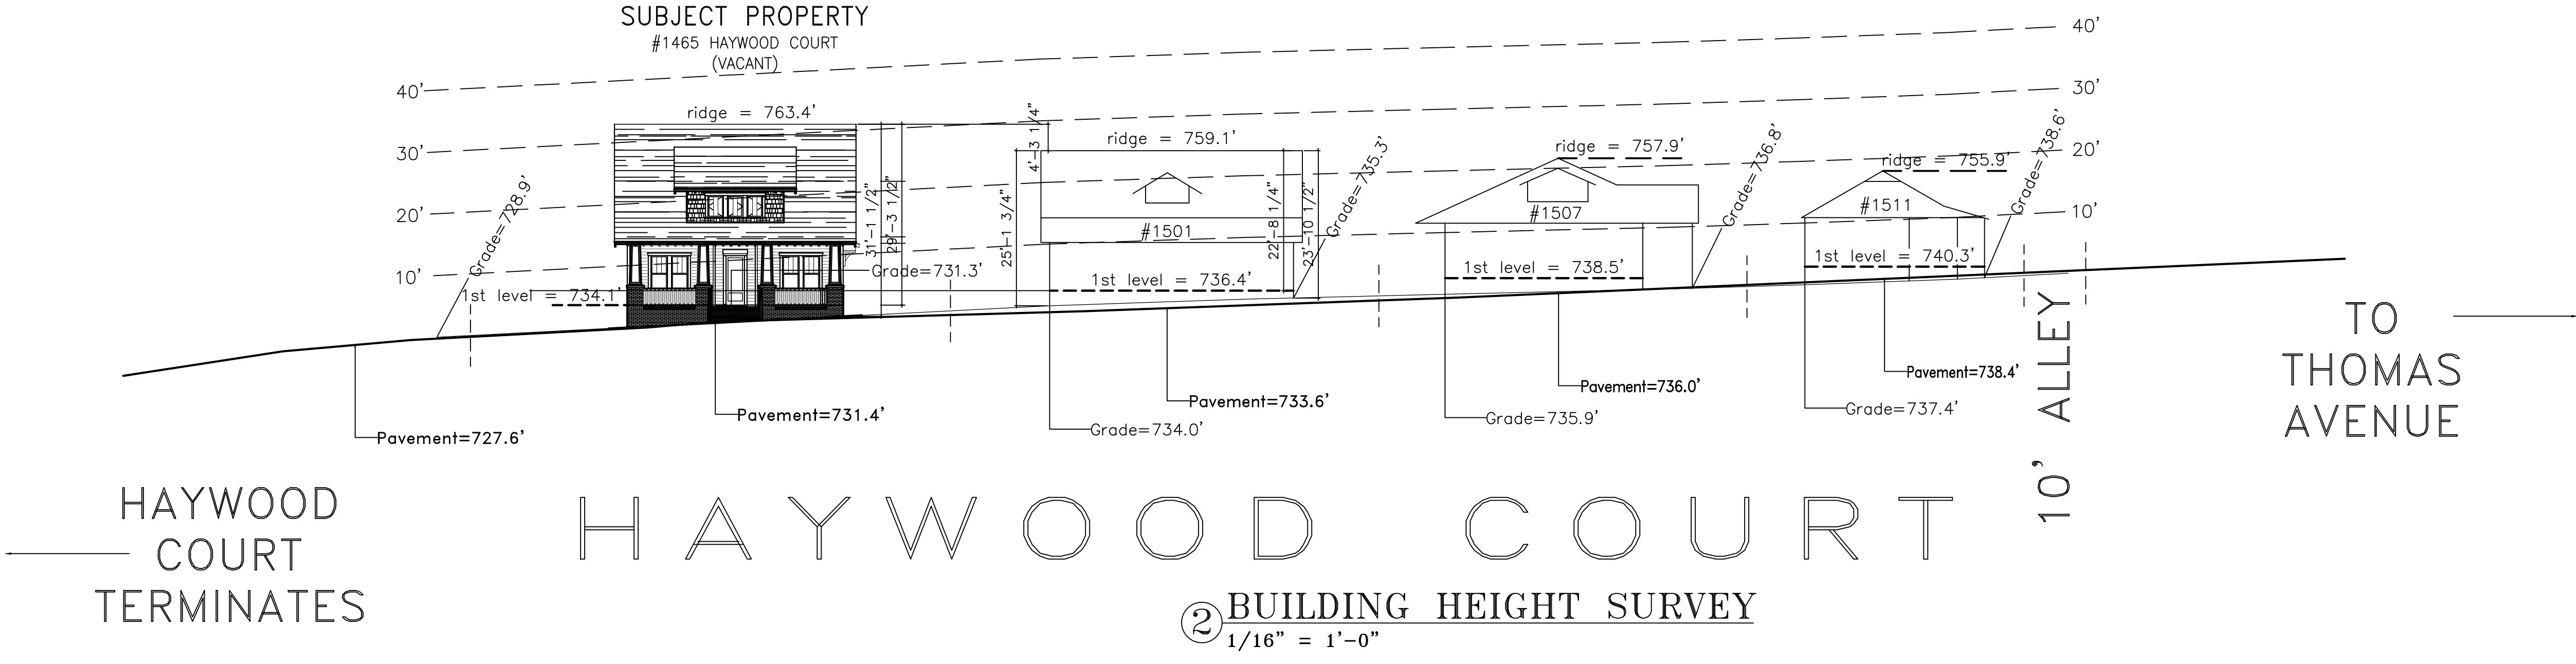 SUBJECT PROPERTY
#1465 HAYWOOD COURT
(VACANT)
40'
40'
30'
30'
20'
20'
10'
10'
ridge = 763.4'
ridge = 759.1'
ridge = 757.9'
ridge = 755.9'
4'-3 1/4"
31'-1 1/2"
29'-3 1/2"
25'-1 3/4"
22'-8 1/4"
23'-10 1/2"
Grade=728.9'
Grade=731.3'
Grade=735.3'
Grade=736.8'
Grade=738.6'
#1501
#1507
#1511
1st level = 734.1'
1st level = 736.4'
1st level = 738.5'
1st level = 740.3'
Pavement=727.6'
Pavement=731.4'
Pavement=733.6'
Pavement=736.0'
Pavement=738.4'
Grade=734.0'
Grade=735.9'
Grade=737.4'
10' ALLEY
TO
THOMAS
AVENUE
HAYWOOD
COURT
TERMINATES
HAYWOOD COURT
2 BUILDING HEIGHT SURVEY
1/16" = 1'-0"